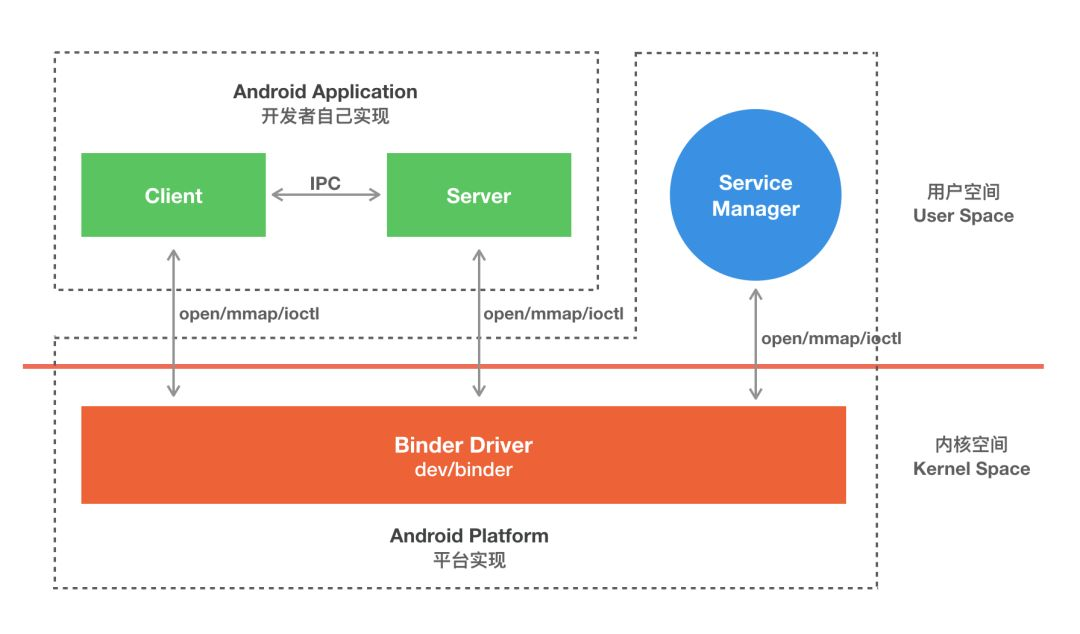 Android Application
开发者自己实现
Client
IPC
Server
Service
Manager
用户空间
User Space
open/mmap/ioctl
open/mmap/ioctl
open/mmap/ioctl
Binder Driver
dev/binder
内核空间
Kernel Space
Android Platform
平台实现